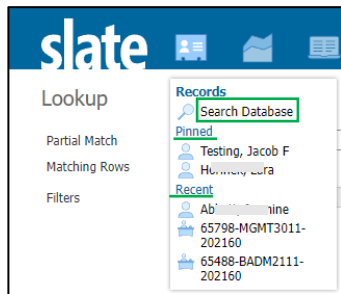 slate
Lookup
Partial Match
Matching Rows
Filters
Records
Search Database
Pinned
Testing, Jacob F
Recent
65798-MGMT3011-
202160
65488-BADM2111-
202160